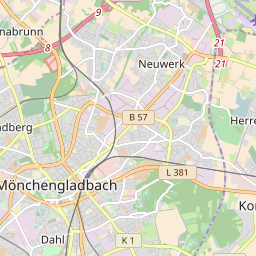 nabrunn
9
8
21
21
Neuwerk
B 57
Herre
dberg
L 381
Mönchengladbach
Kor
Dahl
K 1